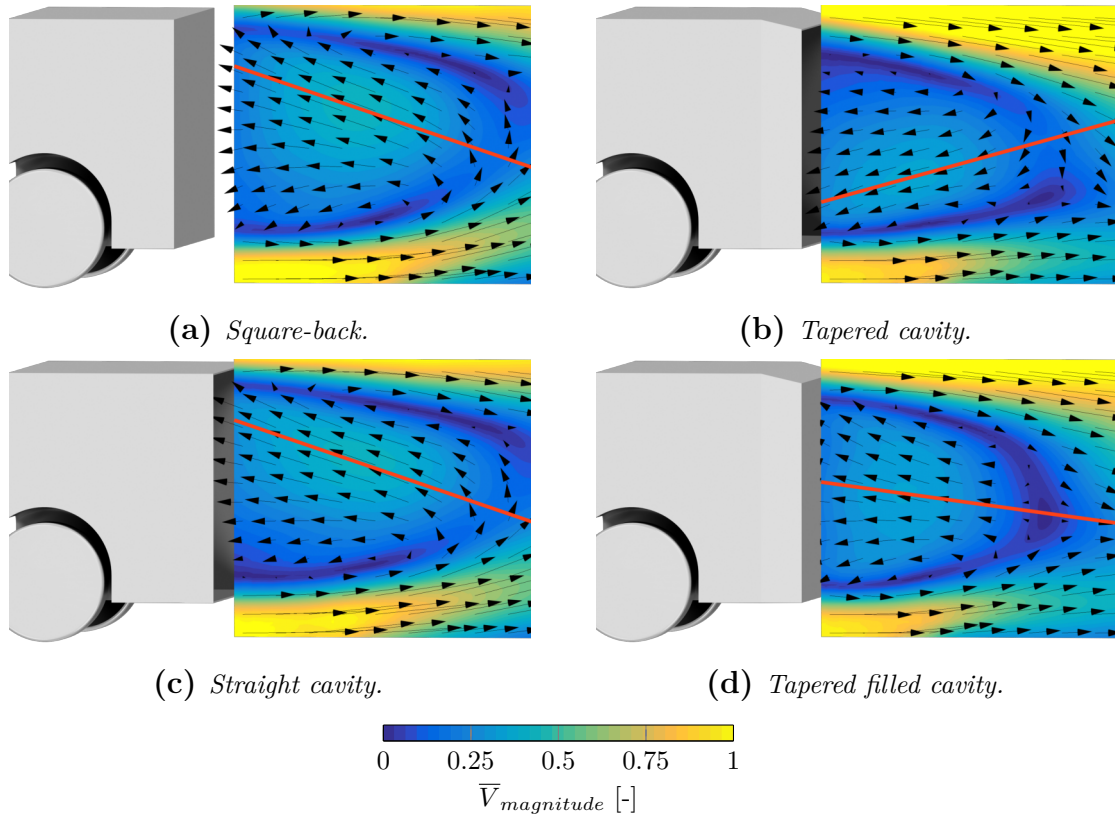 (a) Square-back.
(b) Tapered cavity.
(c) Straight cavity.
(d) Tapered filled cavity.
0 0.25 0.5 0.75 1
V̅magnitude [-]